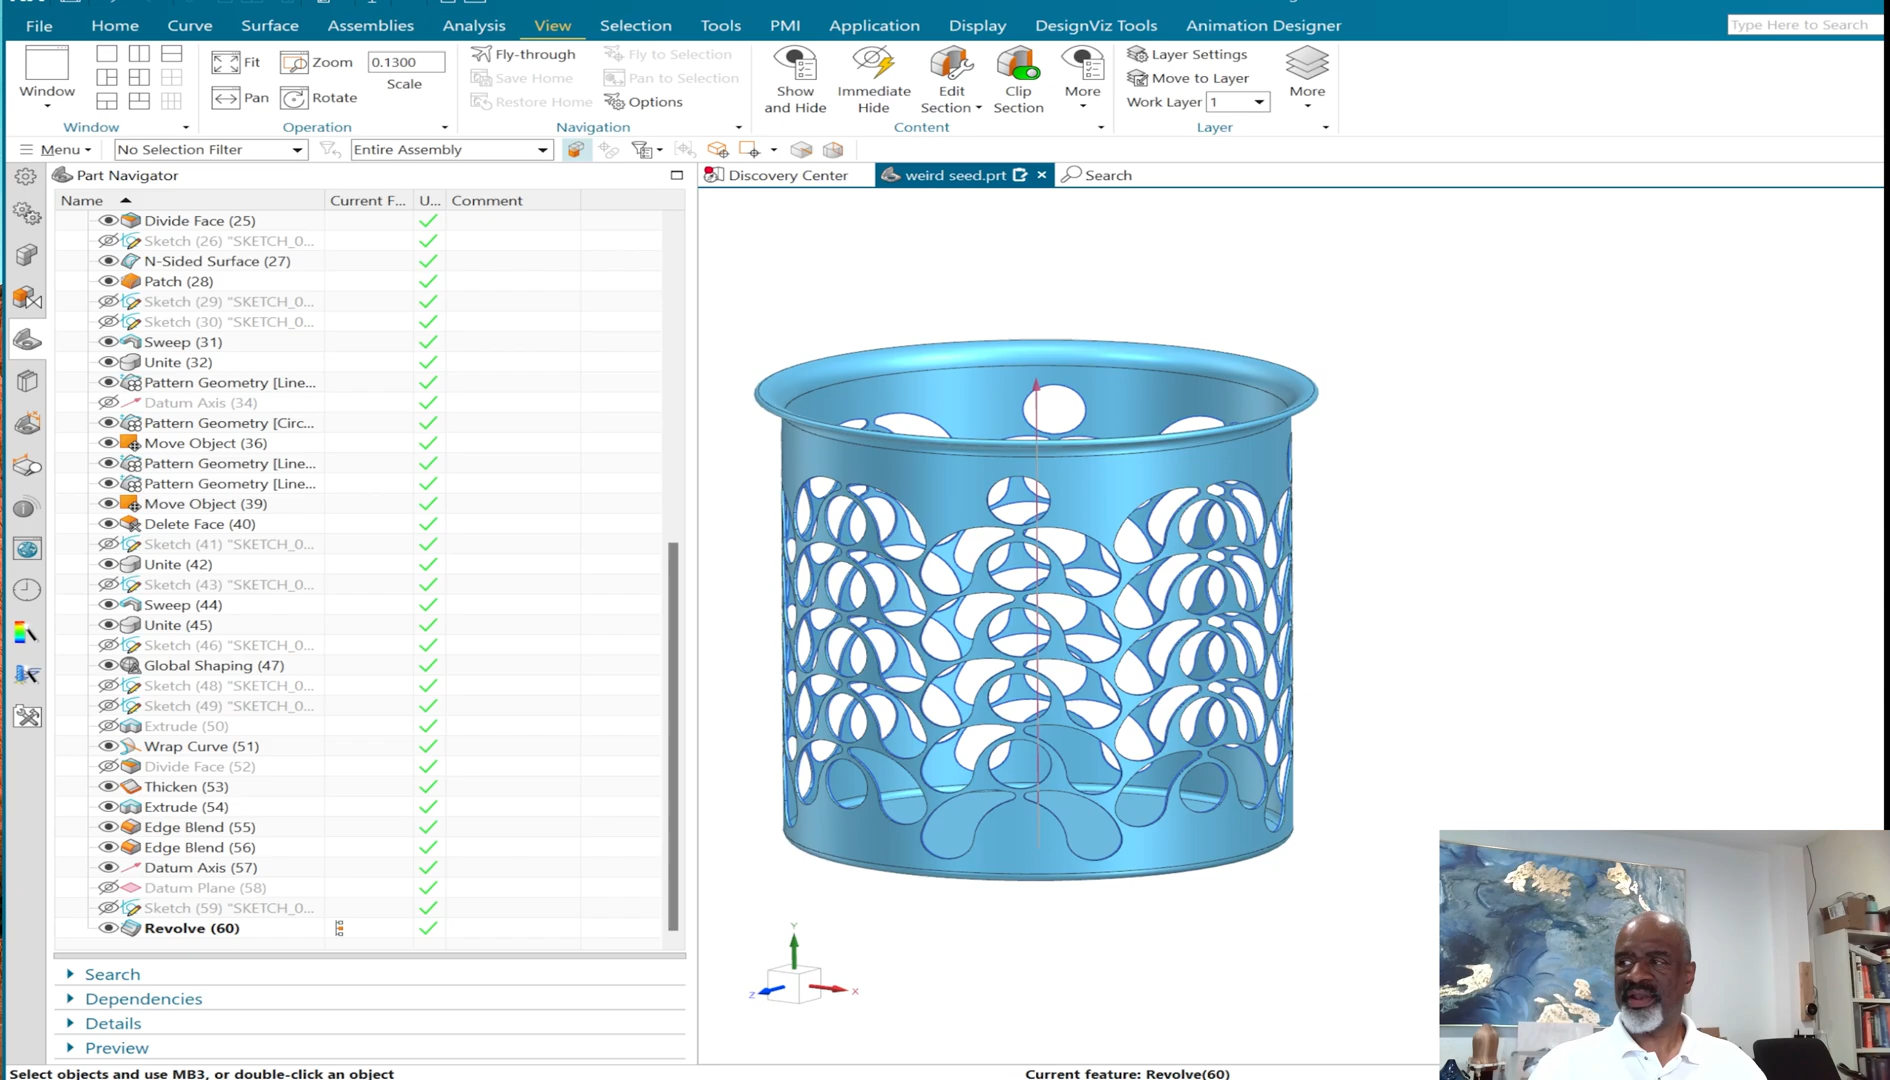 File Home Curve Surface Assemblies Analysis View Selection Tools PMI Application Display DesignViz Tools Animation Designer Type Here to Search
Window
Window
Fit Zoom 0.1300
Pan Rotate Scale
Operation
Fly-through Fly to Selection
Save Home Pan to Selection
Restore Home Options
Navigation
Show and Hide
Immediate Hide
Edit Section
Clip Section
More
Content
Layer Settings
Move to Layer
Work Layer 1
More
Layer
Menu No Selection Filter Entire Assembly
Part Navigator
Discovery Center weird seed.prt Search
Name Current F... U... Comment
Divide Face (25)
Sketch (26) "SKETCH_0...
N-Sided Surface (27)
Patch (28)
Sketch (29) "SKETCH_0...
Sketch (30) "SKETCH_0...
Sweep (31)
Unite (32)
Pattern Geometry [Line...
Datum Axis (34)
Pattern Geometry [Circ...
Move Object (36)
Pattern Geometry [Line...
Pattern Geometry [Line...
Move Object (39)
Delete Face (40)
Sketch (41) "SKETCH_0...
Unite (42)
Sketch (43) "SKETCH_0...
Sweep (44)
Unite (45)
Sketch (46) "SKETCH_0...
Global Shaping (47)
Sketch (48) "SKETCH_0...
Sketch (49) "SKETCH_0...
Extrude (50)
Wrap Curve (51)
Divide Face (52)
Thicken (53)
Extrude (54)
Edge Blend (55)
Edge Blend (56)
Datum Axis (57)
Datum Plane (58)
Sketch (59) "SKETCH_0...
Revolve (60)
Search
Dependencies
Details
Preview
Y
Z
X
Select objects and use MB3, or double-click an object
Current feature: Revolve(60)